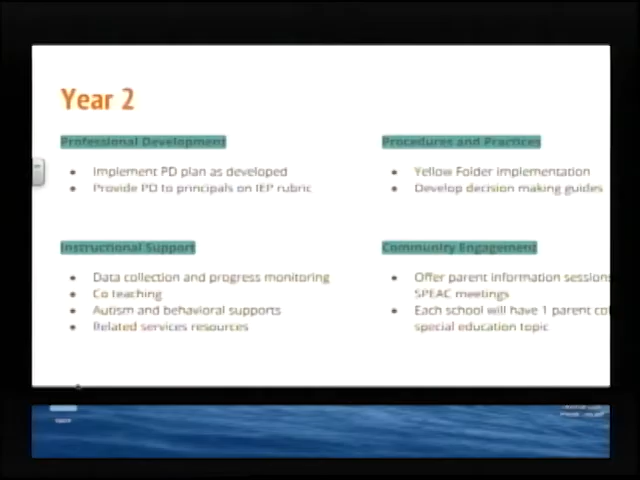 Year 2
Professional Development
Implement PD plan as developed
Provide PD to principals on IEP rubric
Procedures and Practices
Yellow Folder implementation
Develop decision making guides
Instructional Support
Data collection and progress monitoring
Co teaching
Autism and behavioral supports
Related services resources
Community Engagement
Offer parent information sessions
SPEAC meetings
Each school will have 1 parent
special education topic